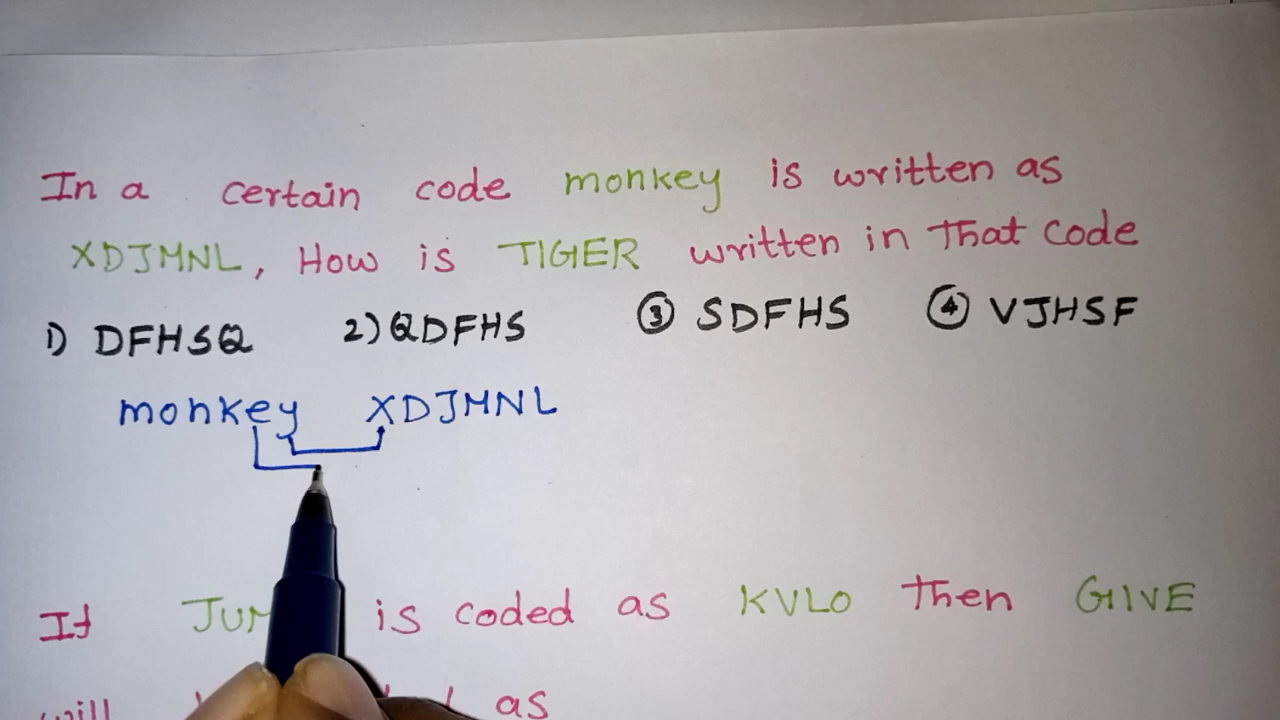 In a certain code monkey is written as
XDJMNL, How is TIGER written in That Code
1) DFHSQ 2) QDFHS ③ SDFHS ④ VJHSF
monkey XDJMNL
If is coded as KVLO Then GIVE
will as